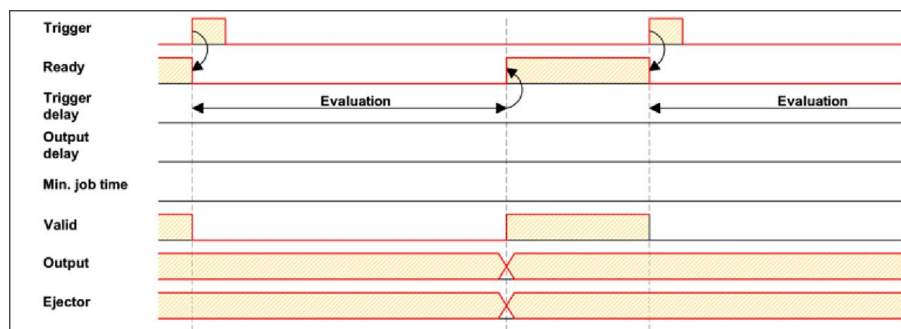 Trigger
Ready
Evaluation
Evaluation
Trigger
delay
Output
delay
Min. job time
Valid
Output
Ejector